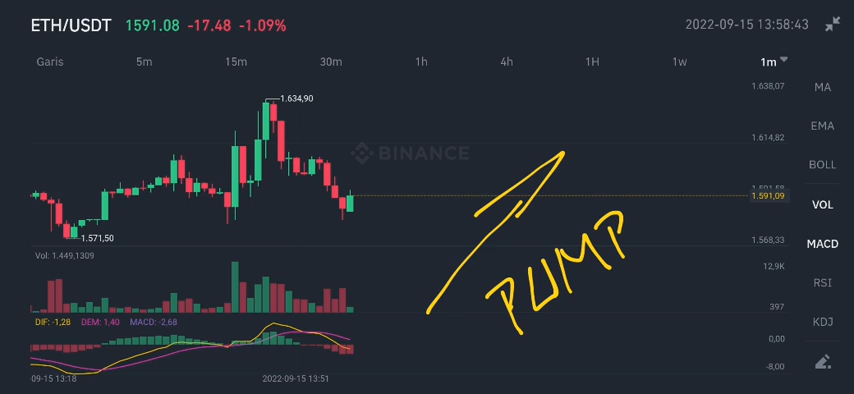 ETH/USDT 1591.08 -17.48 -1.09% 2022-09-15 13:58:43
Garis 5m 15m 30m 1h 4h 1H 1w 1m
MA
EMA
BOLL
VOL
MACD
RSI
KDJ
1.638,07
1.634,90
1.614,82
BINANCE
1.591,09
1.571,50
1.568,33
Vol: 1.449,1309
12,9K
397
DIF: -1,28 DEM: 1,40 MACD: -2,68
0,00
-8,00
09-15 13:18 2022-09-15 13:51
PUMP